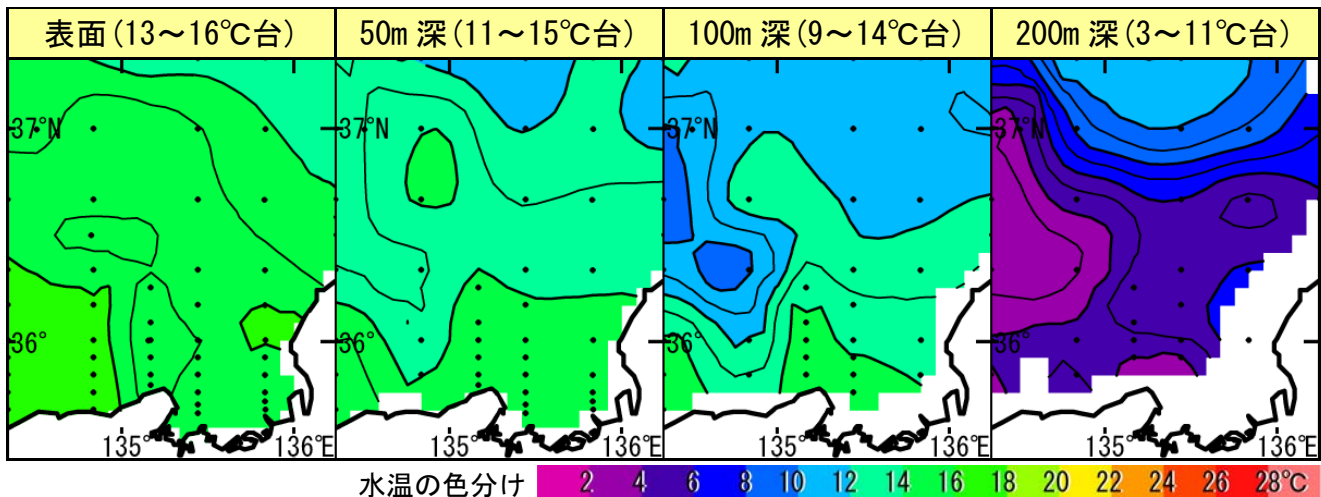 表面(13～16℃台) 50m 深(11～15℃台) 100m 深(9～14℃台) 200m 深(3～11℃台)
37°N 37°N 37°N 37°N
36° 36° 36° 36°
135° 136°E 135° 136°E 135° 136°E 135° 136°E
水温の色分け 2 4 6 8 10 12 14 16 18 20 22 24 26 28℃